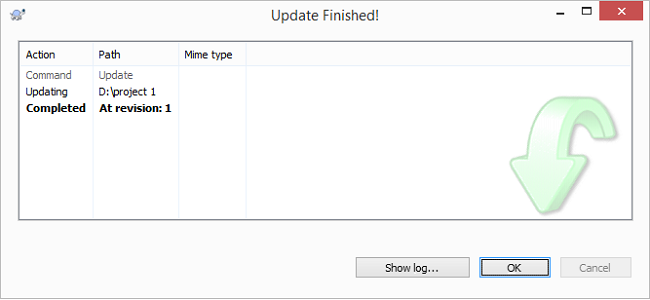 Update Finished!
Action Path Mime type
Command Update
Updating D:\project 1
Completed At revision: 1
Show log... OK Cancel